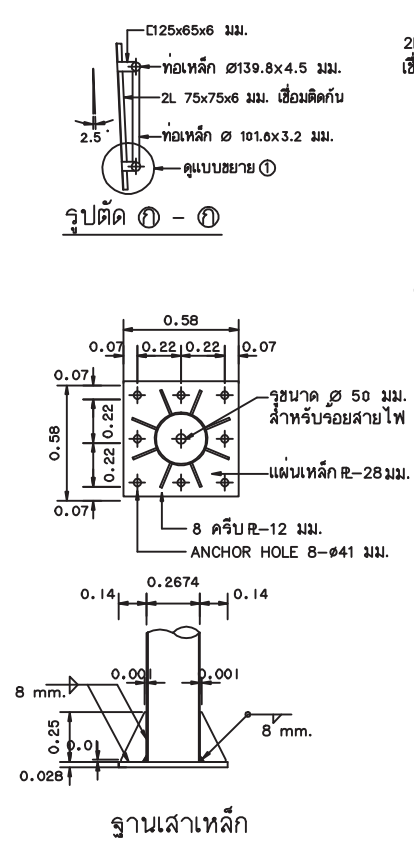 [125x65x6 มม.
2L
ท่อเหล็ก Ø139.8x4.5 มม.
2L 75x75x6 มม. เชื่อมติดกัน
2.5°
ท่อเหล็ก Ø 101.6x3.2 มม.
ดูแบบขยาย ①
รูปตัด ก - ก
0.58
0.07 0.22 0.22 0.07
0.07
0.58 0.22 0.22
0.07
รูขนาด Ø 50 มม.
สำหรับร้อยสายไฟ
แผ่นเหล็ก PL-28 มม.
8 ครีบ PL-12 มม.
ANCHOR HOLE 8-Ø41 มม.
0.14 0.2674 0.14
0.001 0.001
8 mm.
8 mm.
0.25 0.01
0.028
ฐานเสาเหล็ก